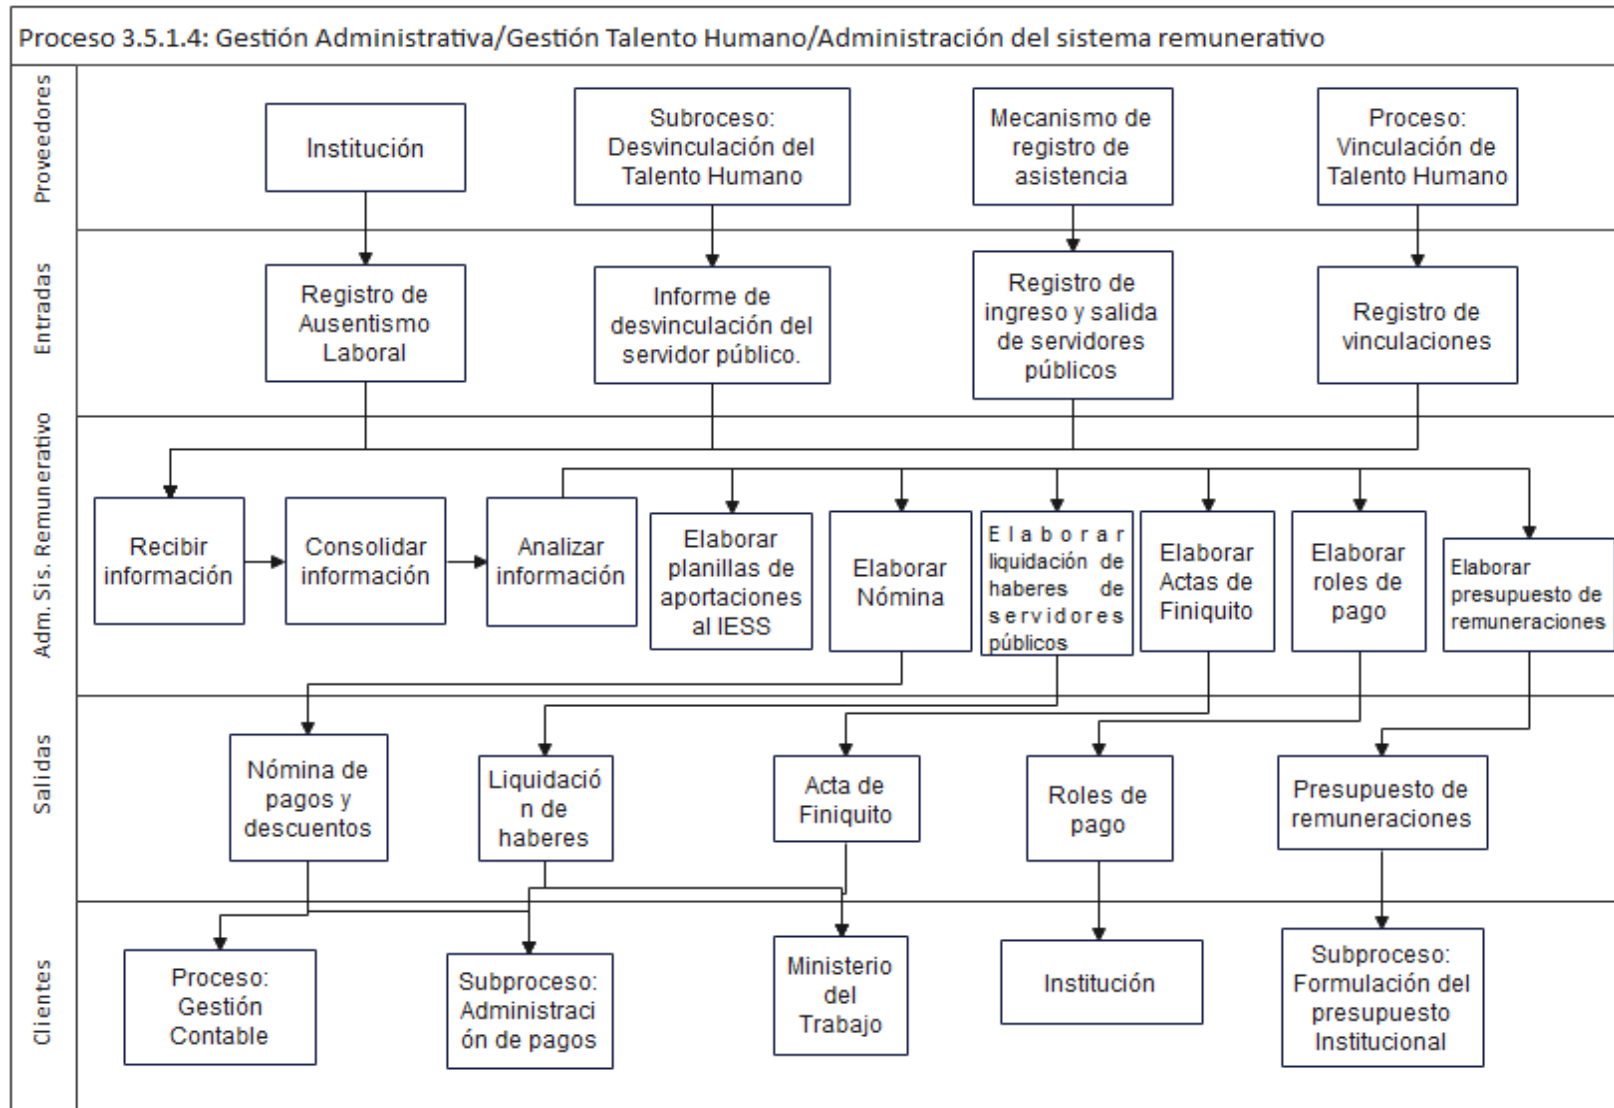 Proceso 3.5.1.4: Gestión Administrativa/Gestión Talento Humano/Administración del sistema remunerativo
Proveedores
Institución
Subroceso:
Desvinculación del
Talento Humano
Mecanismo de
registro de
asistencia
Proceso:
Vinculación de
Talento Humano
Entradas
Registro de
Ausentismo
Laboral
Informe de
desvinculación del
servidor público.
Registro de
ingreso y salida
de servidores
públicos
Registro de
vinculaciones
Adm. Sis. Remunerativo
Recibir
información
Consolidar
información
Analizar
información
Elaborar
planillas de
aportaciones
al IESS
Elaborar
Nómina
Elaborar
liquidación de
haberes de
servidores
públicos
Elaborar
Actas de
Finiquito
Elaborar
roles de
pago
Elaborar
presupuesto de
remuneraciones
Salidas
Nómina de
pagos y
descuentos
Liquidació
n de
haberes
Acta de
Finiquito
Roles de
pago
Presupuesto de
remuneraciones
Clientes
Proceso:
Gestión
Contable
Subproceso:
Administraci
ón de pagos
Ministerio
del
Trabajo
Institución
Subproceso:
Formulación del
presupuesto
Institucional